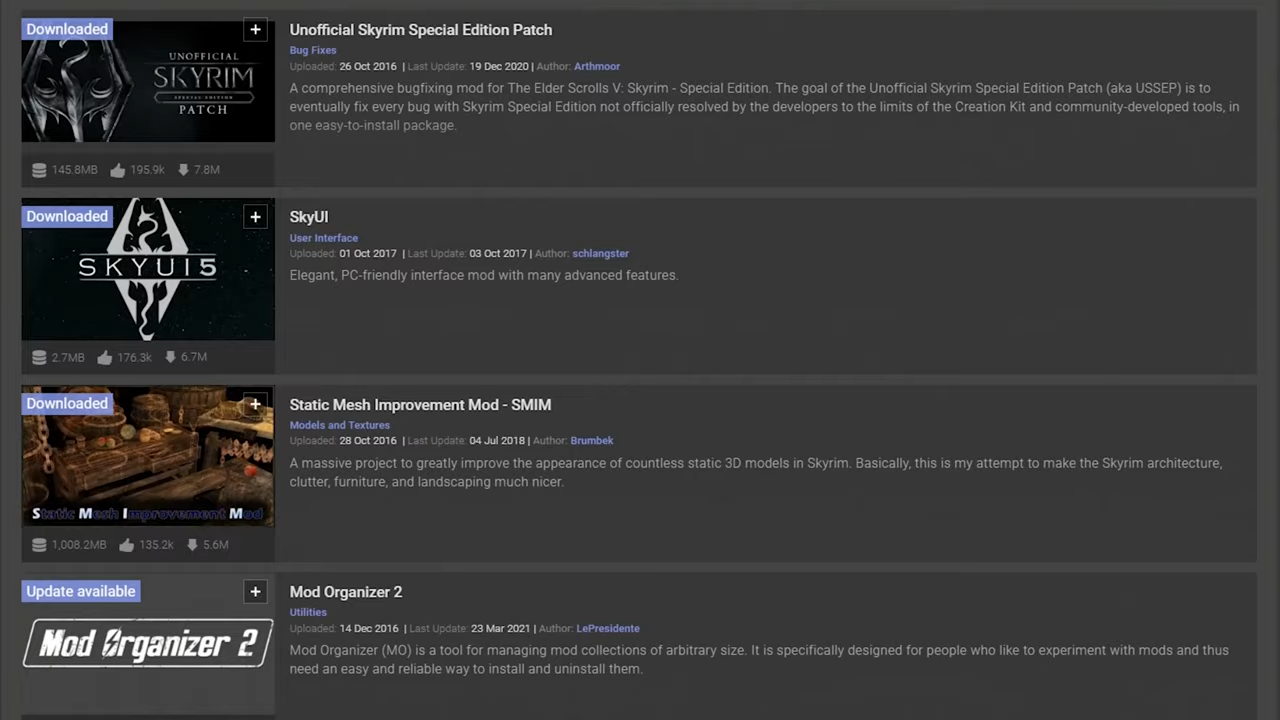 Downloaded
+
UNOFFICIAL
SKYRIM
SPECIAL EDITION
PATCH
145.8MB 195.9k 7.8M
Unofficial Skyrim Special Edition Patch
Bug Fixes
Uploaded: 26 Oct 2016 | Last Update: 19 Dec 2020 | Author: Arthmoor
A comprehensive bugfixing mod for The Elder Scrolls V: Skyrim - Special Edition. The goal of the Unofficial Skyrim Special Edition Patch (aka USSEP) is to
eventually fix every bug with Skyrim Special Edition not officially resolved by the developers to the limits of the Creation Kit and community-developed tools, in
one easy-to-install package.
Downloaded
+
SKYUI5
2.7MB 176.3k 6.7M
SkyUI
User Interface
Uploaded: 01 Oct 2017 | Last Update: 03 Oct 2017 | Author: schlangster
Elegant, PC-friendly interface mod with many advanced features.
Downloaded
+
Static Mesh Improvement Mod
1,008.2MB 135.2k 5.6M
Static Mesh Improvement Mod - SMIM
Models and Textures
Uploaded: 28 Oct 2016 | Last Update: 04 Jul 2018 | Author: Brumbek
A massive project to greatly improve the appearance of countless static 3D models in Skyrim. Basically, this is my attempt to make the Skyrim architecture,
clutter, furniture, and landscaping much nicer.
Update available
+
Mod Organizer 2
Mod Organizer 2
Utilities
Uploaded: 14 Dec 2016 | Last Update: 23 Mar 2021 | Author: LePresidente
Mod Organizer (MO) is a tool for managing mod collections of arbitrary size. It is specifically designed for people who like to experiment with mods and thus
need an easy and reliable way to install and uninstall them.